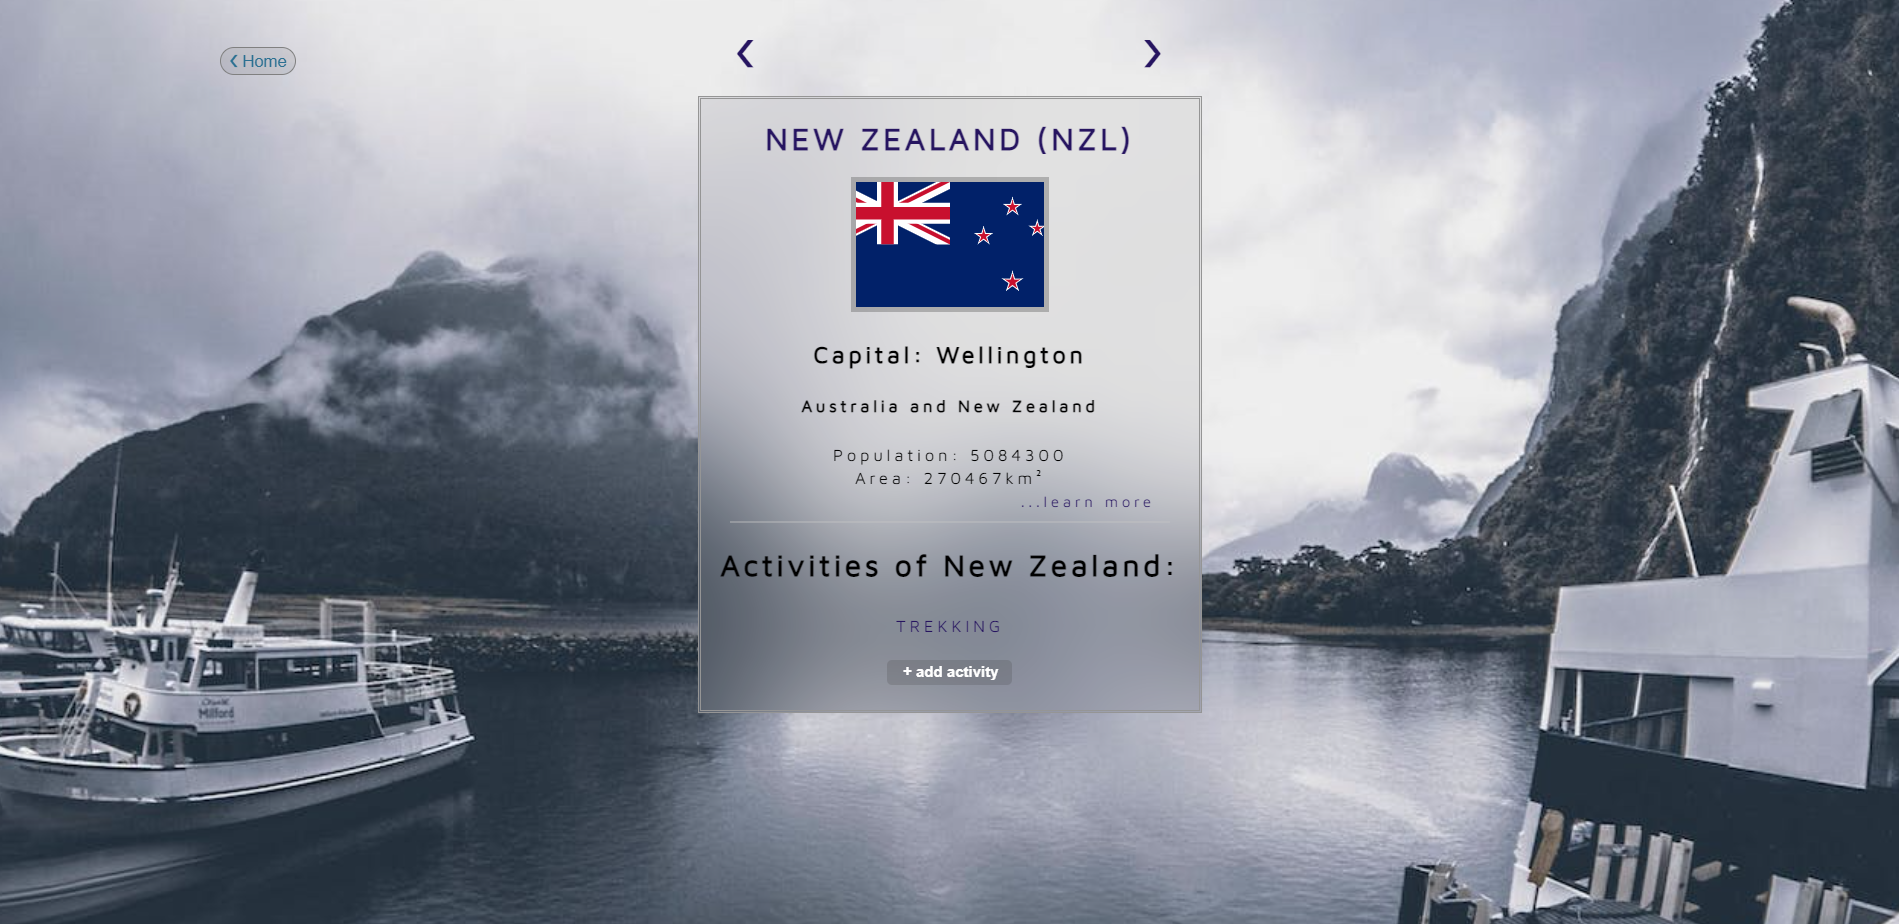 ‹ Home
‹
›
NEW ZEALAND (NZL)
Capital: Wellington
Australia and New Zealand
Population: 5084300
Area: 270467km²
...learn more
Activities of New Zealand:
TREKKING
+ add activity
Milford